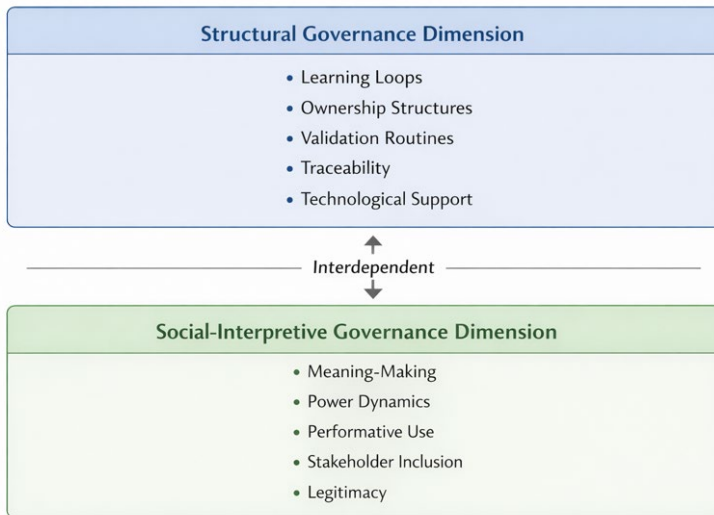 Structural Governance Dimension
• Learning Loops
• Ownership Structures
• Validation Routines
• Traceability
• Technological Support
Interdependent
Social-Interpretive Governance Dimension
• Meaning-Making
• Power Dynamics
• Performative Use
• Stakeholder Inclusion
• Legitimacy